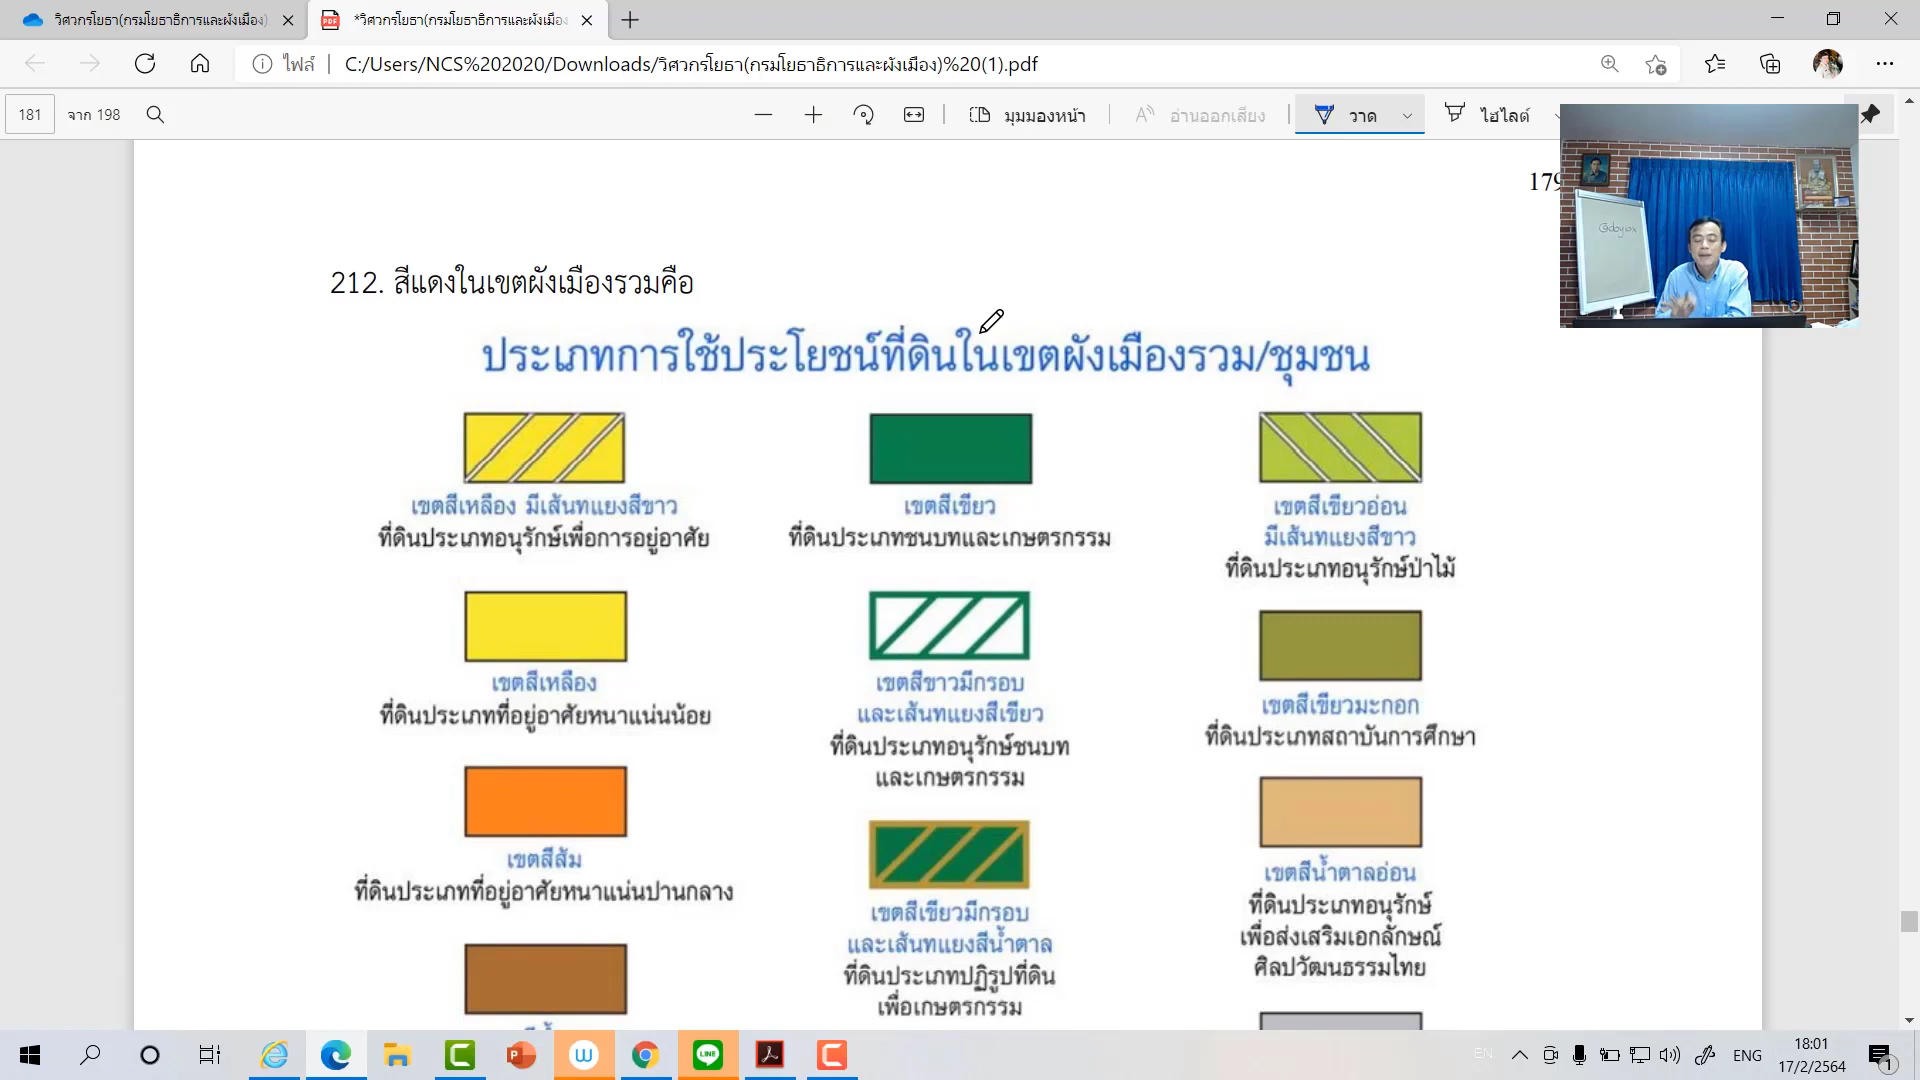 วิศวกรโยธา(กรมโยธาธิการและผังเมือง)
*วิศวกรโยธา(กรมโยธาธิการและผังเมือง
ไฟล์
C:/Users/NCS%202020/Downloads/วิศวกรโยธา(กรมโยธาธิการและผังเมือง)%20(1).pdf
181 จาก 198
มุมมองหน้า
อ่านออกเสียง
วาด
ไฮไลต์
179
212. สีแดงในเขตผังเมืองรวมคือ
ประเภทการใช้ประโยชน์ที่ดินในเขตผังเมืองรวม/ชุมชน
เขตสีเหลือง มีเส้นทแยงสีขาว
ที่ดินประเภทอนุรักษ์เพื่อการอยู่อาศัย
เขตสีเหลือง
ที่ดินประเภทที่อยู่อาศัยหนาแน่นน้อย
เขตสีส้ม
ที่ดินประเภทที่อยู่อาศัยหนาแน่นปานกลาง
เขตสีเขียว
ที่ดินประเภทชนบทและเกษตรกรรม
เขตสีขาวมีกรอบ
และเส้นทแยงสีเขียว
ที่ดินประเภทอนุรักษ์ชนบท
และเกษตรกรรม
เขตสีเขียวมีกรอบ
และเส้นทแยงสีน้ำตาล
ที่ดินประเภทปฏิรูปที่ดิน
เพื่อเกษตรกรรม
เขตสีเขียวอ่อน
มีเส้นทแยงสีขาว
ที่ดินประเภทอนุรักษ์ป่าไม้
เขตสีเขียวมะกอก
ที่ดินประเภทสถาบันการศึกษา
เขตสีน้ำตาลอ่อน
ที่ดินประเภทอนุรักษ์
เพื่อส่งเสริมเอกลักษณ์
ศิลปวัฒนธรรมไทย
LINE
EN
ENG
18:01
17/2/2564
1